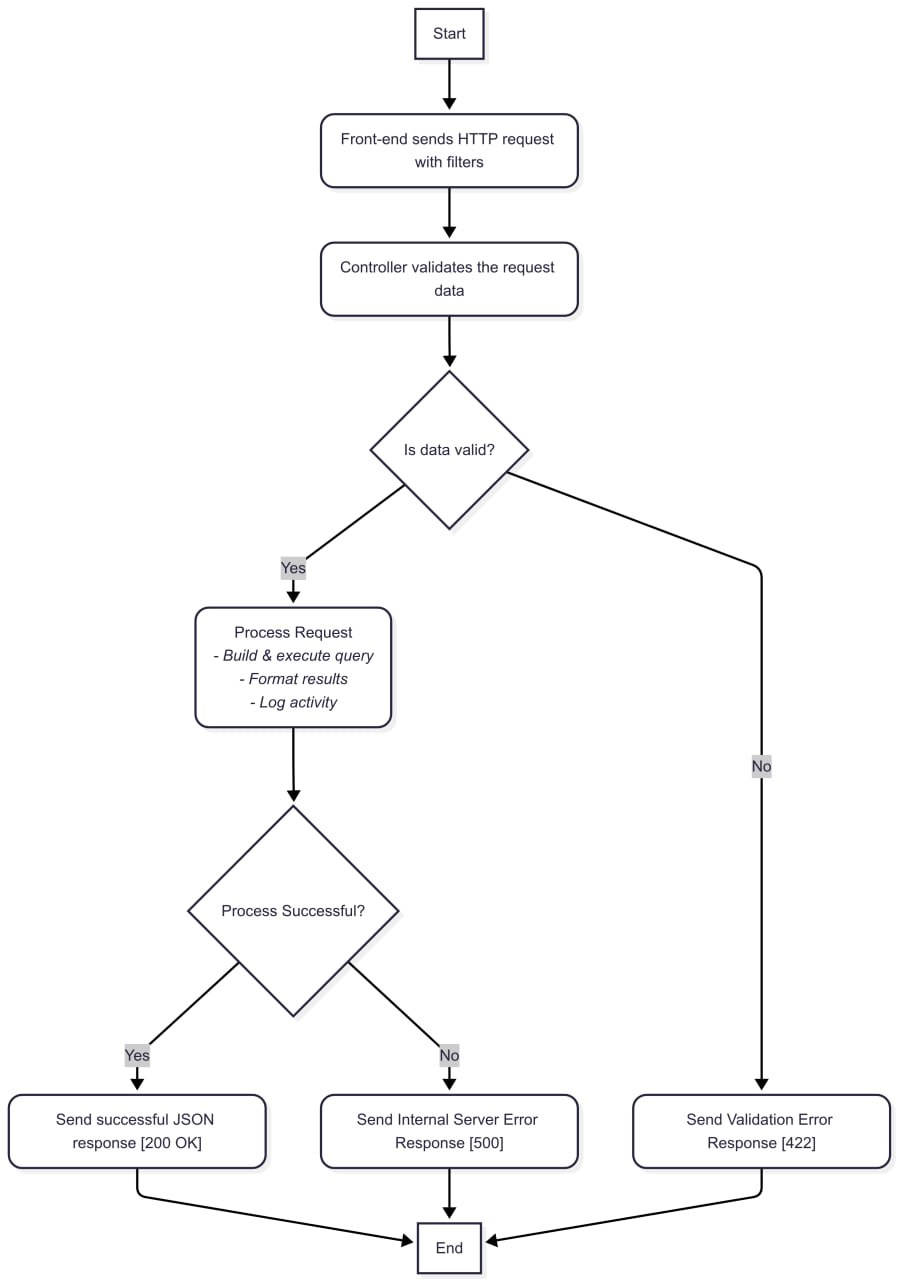 Start
Front-end sends HTTP request
with filters
Controller validates the request
data
Is data valid?
Yes
Process Request
- Build & execute query
- Format results
- Log activity
No
Process Successful?
Yes
No
Send successful JSON
response [200 OK]
Send Internal Server Error
Response [500]
Send Validation Error
Response [422]
End